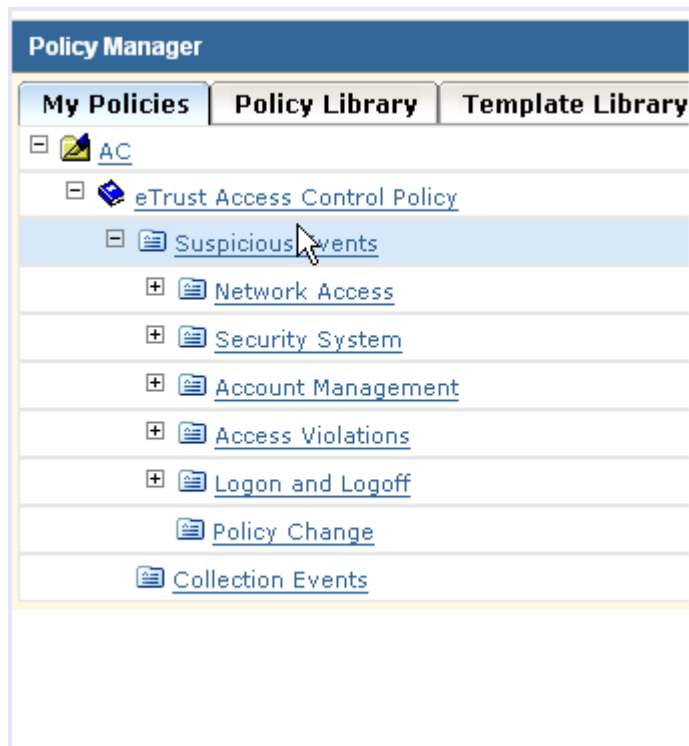 Policy Manager
My Policies Policy Library Template Library
AC
eTrust Access Control Policy
Suspicious Events
Network Access
Security System
Account Management
Access Violations
Logon and Logoff
Policy Change
Collection Events